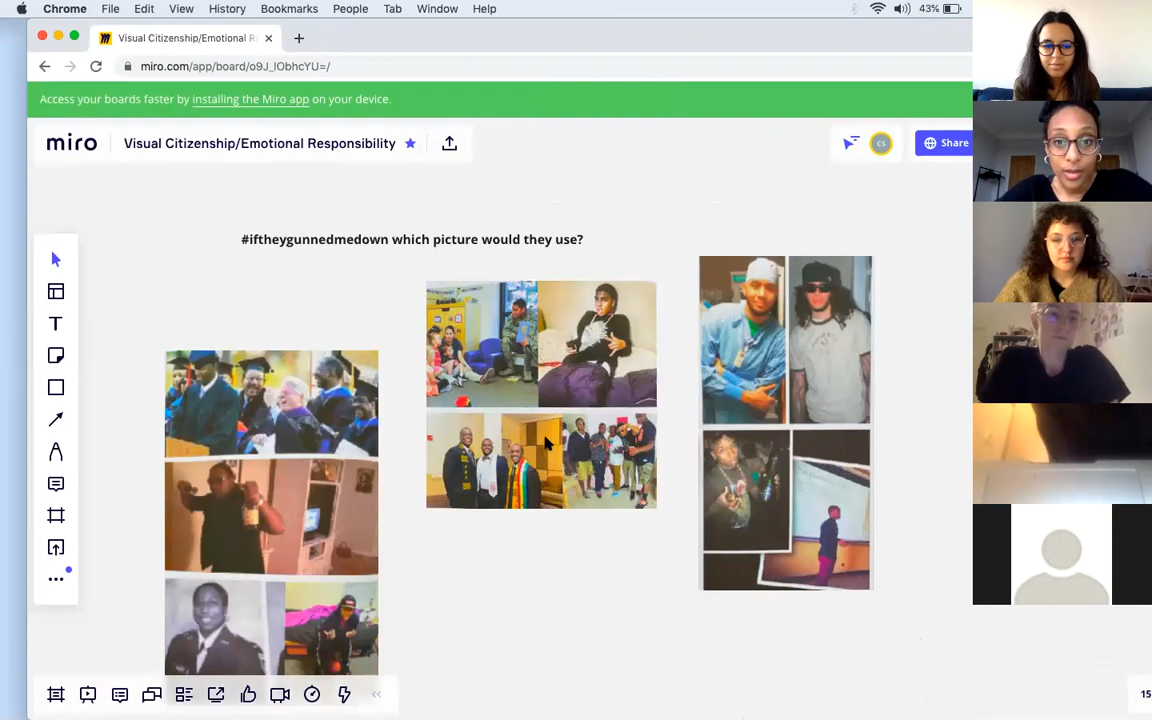 Chrome File Edit View History Bookmarks People Tab Window Help 43%
Visual Citizenship/Emotional R
miro.com/app/board/o9J_lObhcYU=/
Access your boards faster by installing the Miro app on your device.
miro Visual Citizenship/Emotional Responsibility CS Share
#iftheygunnedmedown which picture would they use?
15